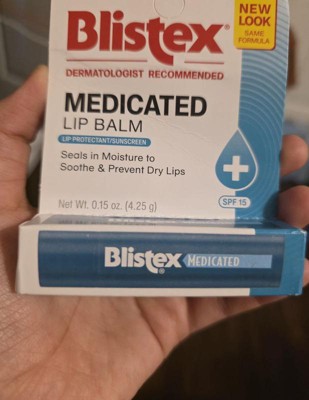 NEW
LOOK
SAME
FORMULA
Blistex®
DERMATOLOGIST RECOMMENDED
MEDICATED
LIP BALM
LIP PROTECTANT/SUNSCREEN
Seals in Moisture to
Soothe & Prevent Dry Lips
Net Wt. 0.15 oz. (4.25 g)
SPF 15
Blistex® MEDICATED